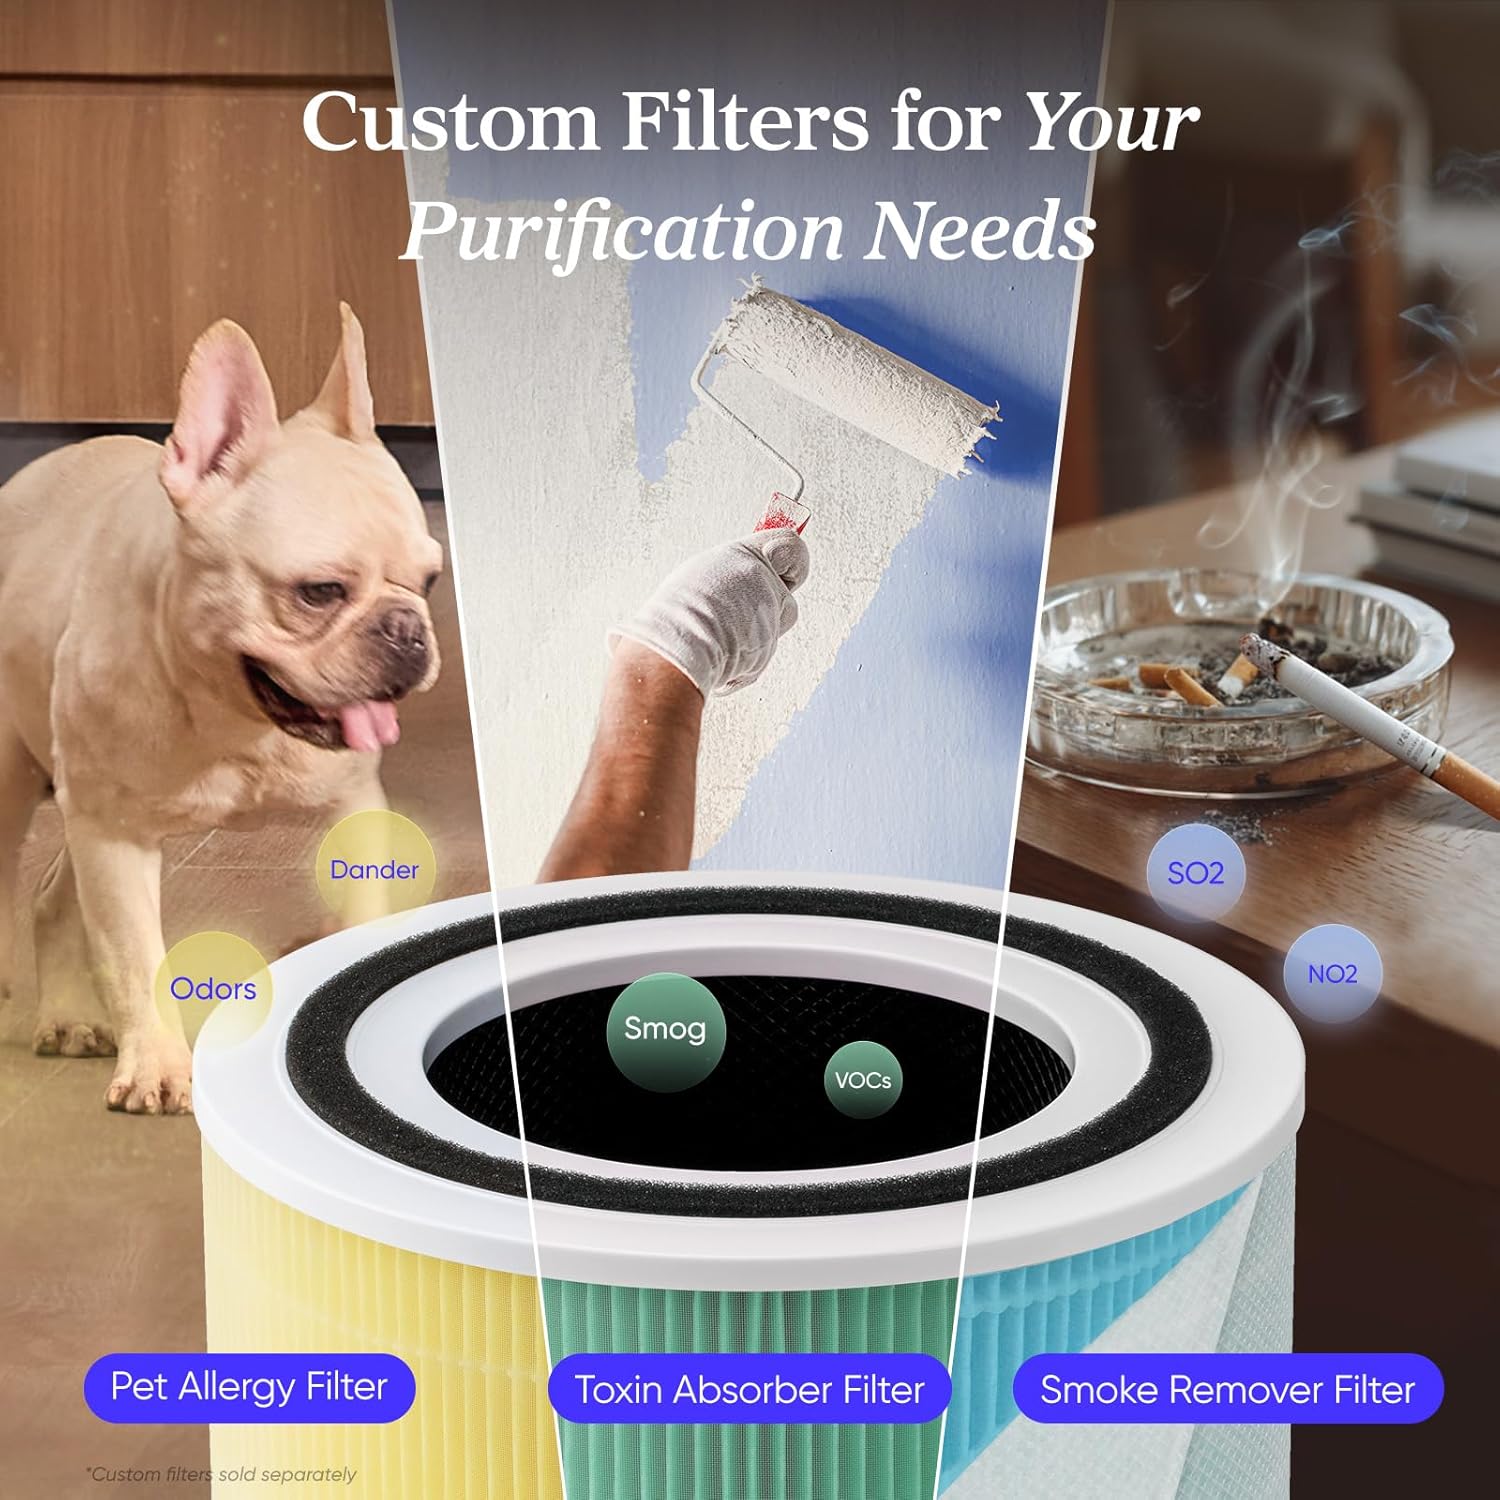 Custom Filters for Your
Purification Needs
Dander
Odors
Smog
VOCs
SO2
NO2
Pet Allergy Filter
Toxin Absorber Filter
Smoke Remover Filter
*Custom filters sold separately